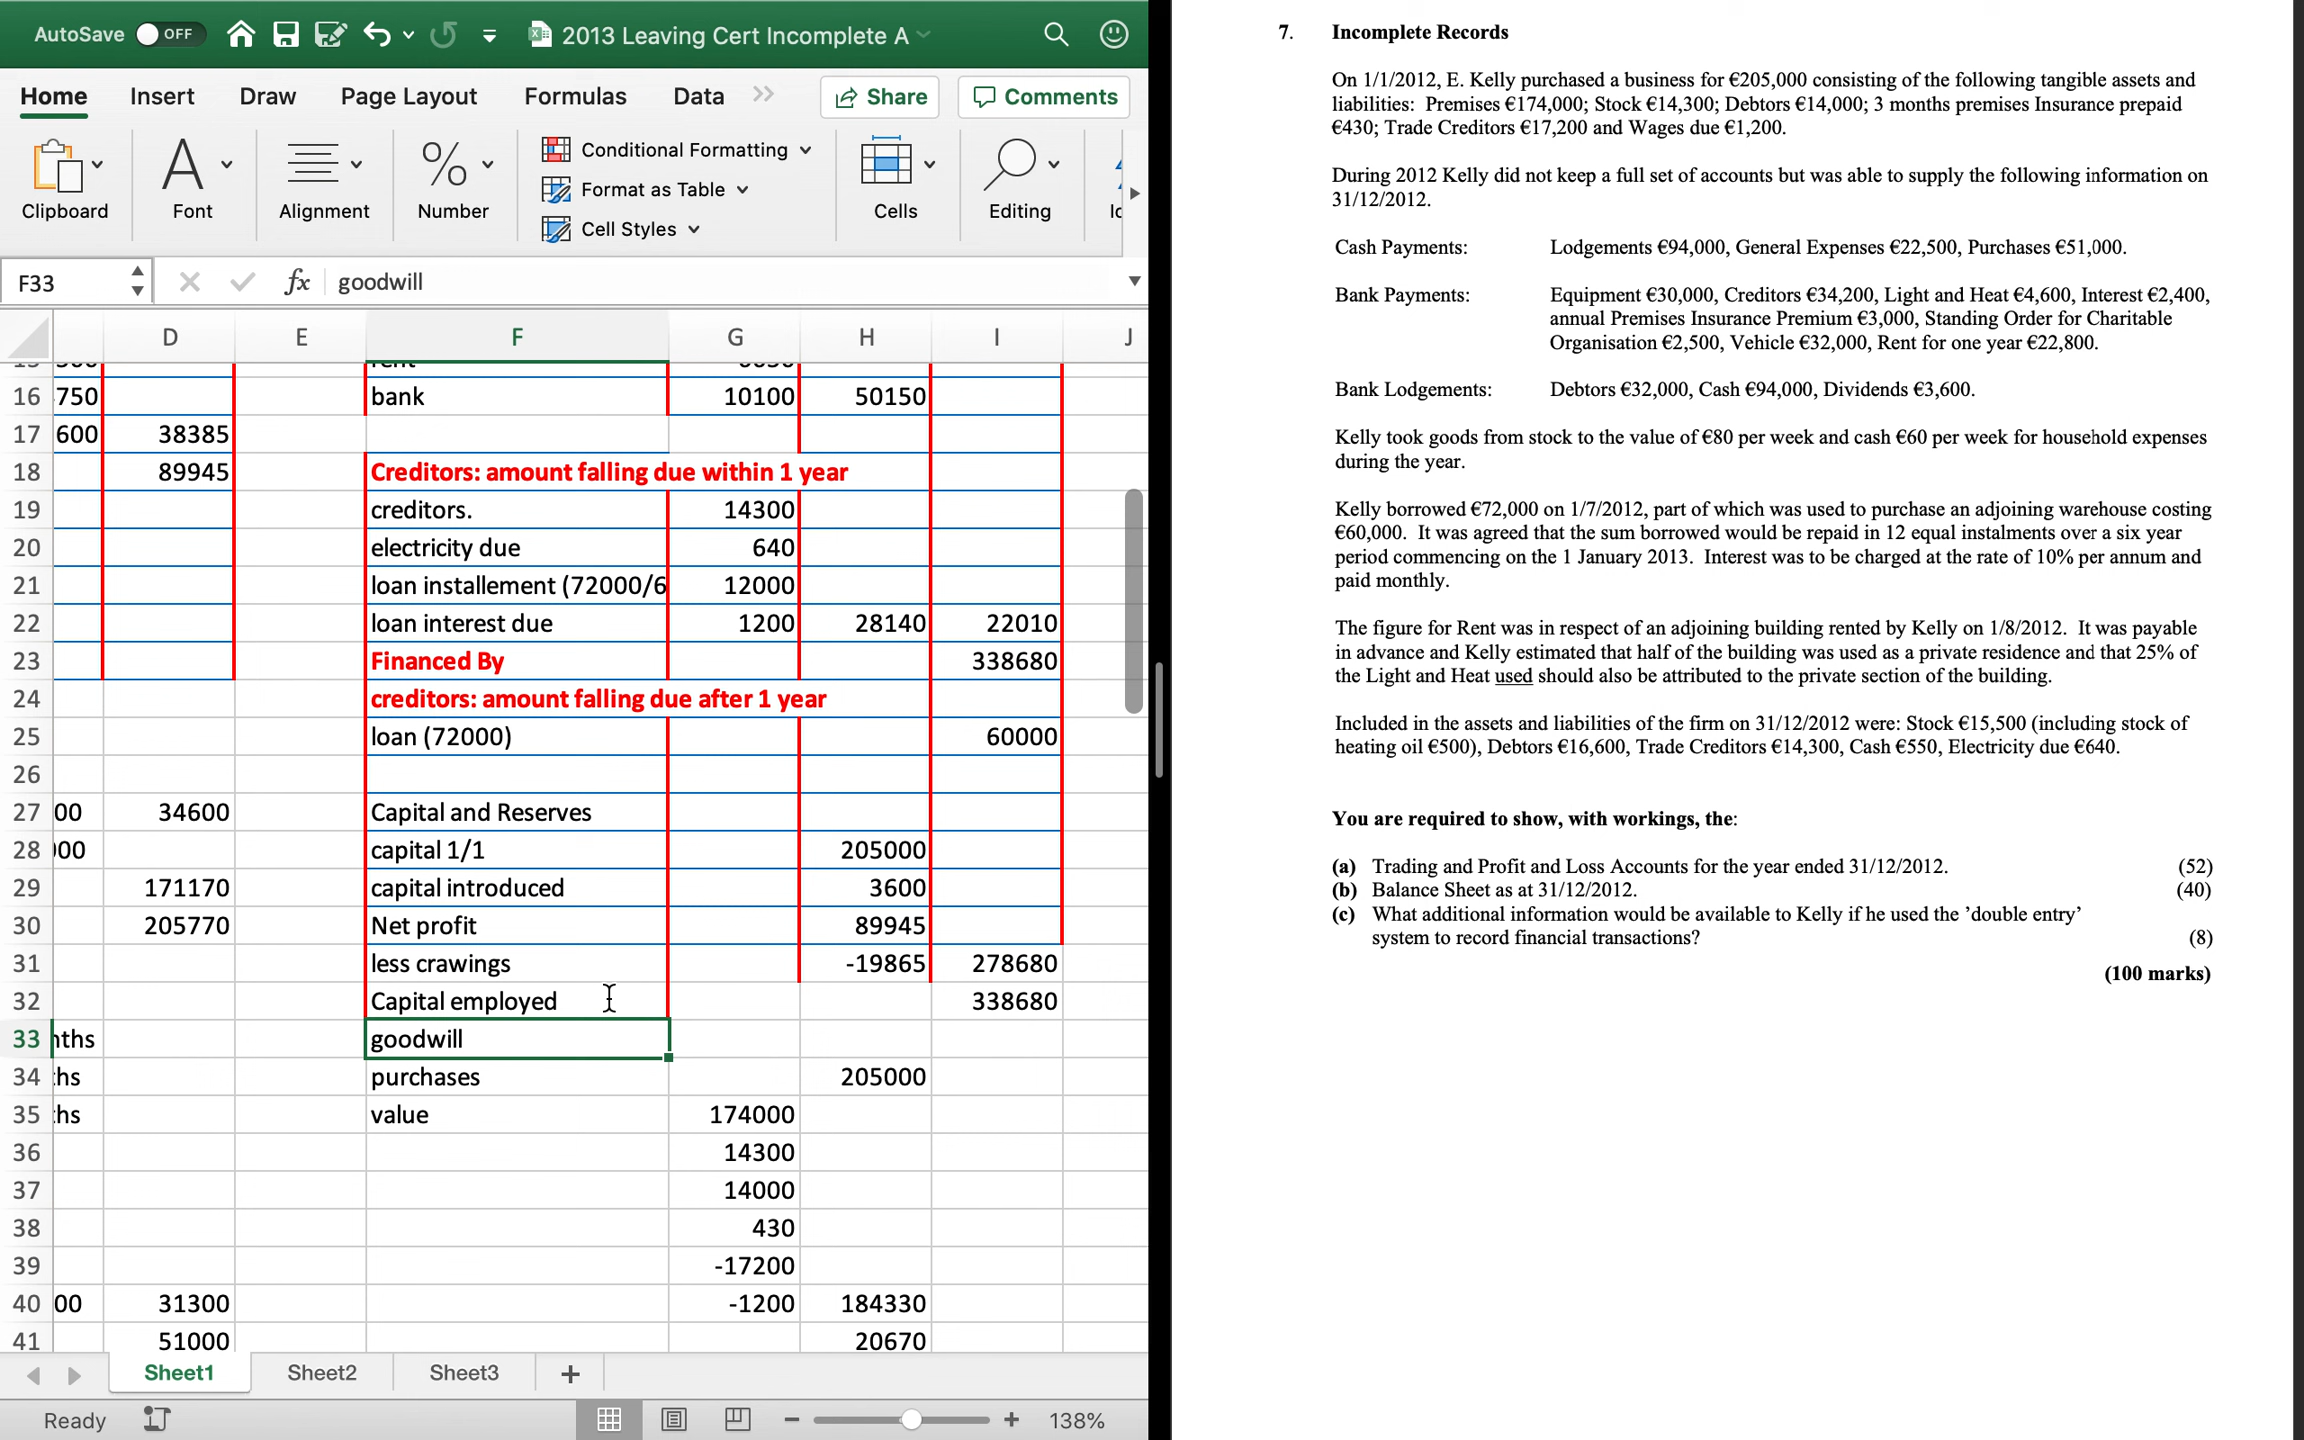 AutoSave OFF 2013 Leaving Cert Incomplete A
Home Insert Draw Page Layout Formulas Data Share Comments
Clipboard Font Alignment Number Conditional Formatting Format as Table Cell Styles Cells Editing
F33 fx goodwill
D E F G H I J
16 750 bank 10100 50150
17 600 38385
18 89945 Creditors: amount falling due within 1 year
19 creditors. 14300
20 electricity due 640
21 loan installement (72000/6 12000
22 loan interest due 1200 28140 22010
23 Financed By 338680
24 creditors: amount falling due after 1 year
25 loan (72000) 60000
26
27 00 34600 Capital and Reserves
28 00 capital 1/1 205000
29 171170 capital introduced 3600
30 205770 Net profit 89945
31 less crawings -19865 278680
32 Capital employed 338680
33 ths goodwill
34 hs purchases 205000
35 hs value 174000
36 14300
37 14000
38 430
39 -17200
40 00 31300 -1200 184330
41 51000 20670
Sheet1 Sheet2 Sheet3 +
Ready 138%
7. Incomplete Records
On 1/1/2012, E. Kelly purchased a business for €205,000 consisting of the following tangible assets and
liabilities: Premises €174,000; Stock €14,300; Debtors €14,000; 3 months premises Insurance prepaid
€430; Trade Creditors €17,200 and Wages due €1,200.
During 2012 Kelly did not keep a full set of accounts but was able to supply the following information on
31/12/2012.
Cash Payments: Lodgements €94,000, General Expenses €22,500, Purchases €51,000.
Bank Payments: Equipment €30,000, Creditors €34,200, Light and Heat €4,600, Interest €2,400,
annual Premises Insurance Premium €3,000, Standing Order for Charitable
Organisation €2,500, Vehicle €32,000, Rent for one year €22,800.
Bank Lodgements: Debtors €32,000, Cash €94,000, Dividends €3,600.
Kelly took goods from stock to the value of €80 per week and cash €60 per week for household expenses
during the year.
Kelly borrowed €72,000 on 1/7/2012, part of which was used to purchase an adjoining warehouse costing
€60,000. It was agreed that the sum borrowed would be repaid in 12 equal instalments over a six year
period commencing on the 1 January 2013. Interest was to be charged at the rate of 10% per annum and
paid monthly.
The figure for Rent was in respect of an adjoining building rented by Kelly on 1/8/2012. It was payable
in advance and Kelly estimated that half of the building was used as a private residence and that 25% of
the Light and Heat used should also be attributed to the private section of the building.
Included in the assets and liabilities of the firm on 31/12/2012 were: Stock €15,500 (including stock of
heating oil €500), Debtors €16,600, Trade Creditors €14,300, Cash €550, Electricity due €640.
You are required to show, with workings, the:
(a) Trading and Profit and Loss Accounts for the year ended 31/12/2012. (52)
(b) Balance Sheet as at 31/12/2012. (40)
(c) What additional information would be available to Kelly if he used the ’double entry’
system to record financial transactions? (8)
(100 marks)